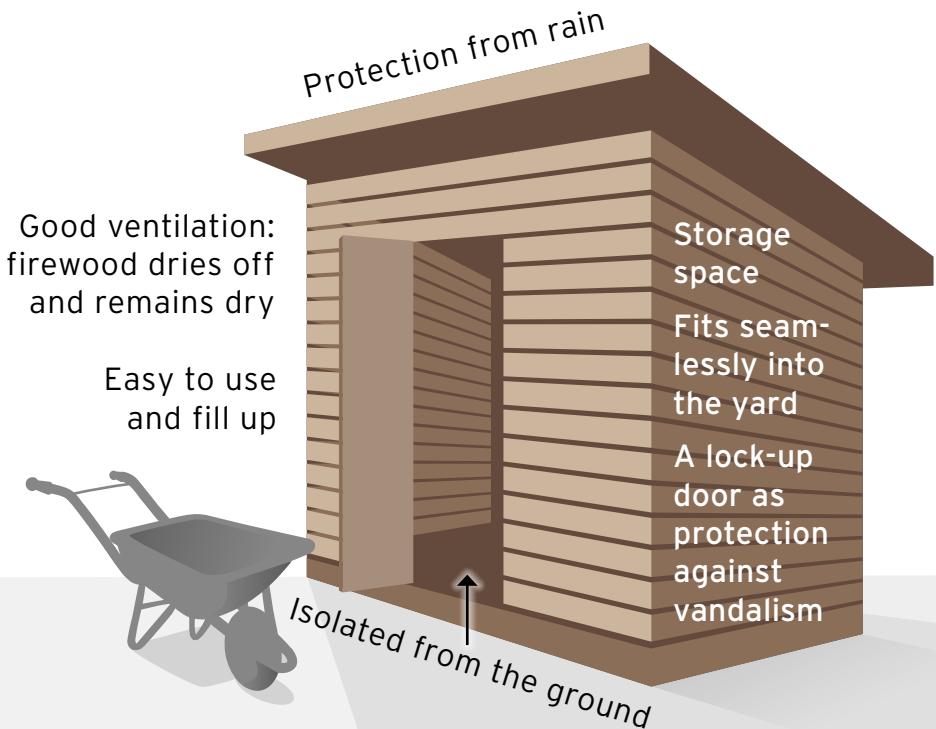 Protection from rain
Good ventilation:
firewood dries off
and remains dry
Easy to use
and fill up
Storage
space
Fits seam-
lessly into
the yard
A lock-up
door as
protection
against
vandalism
Isolated from the ground